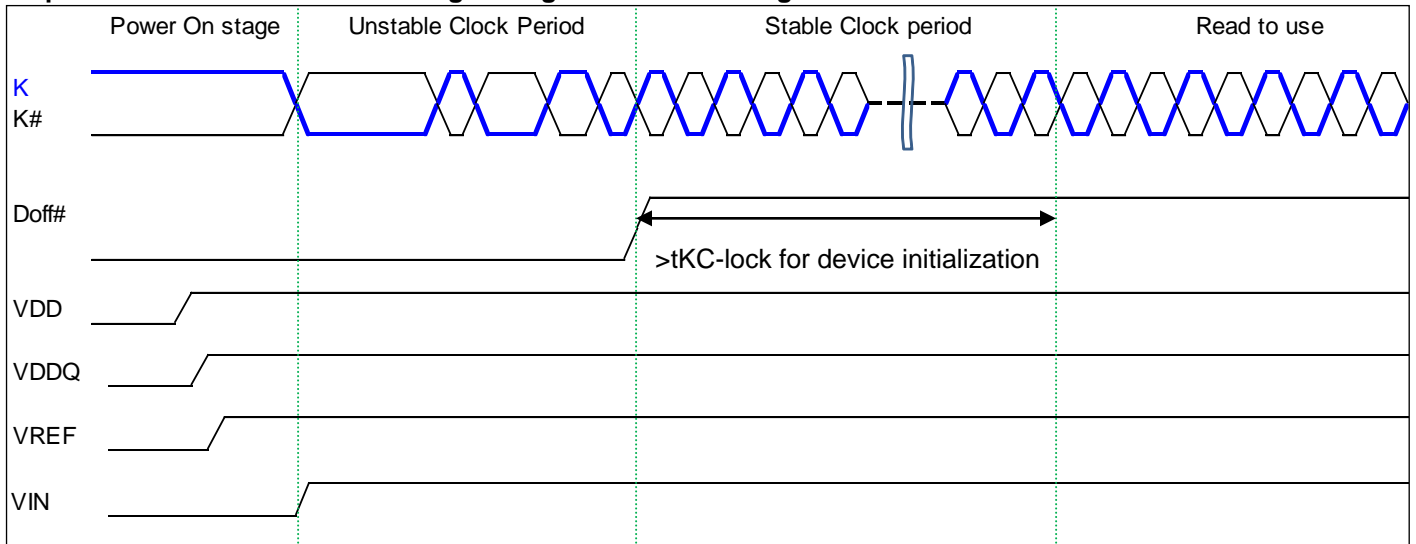 Power On stage Unstable Clock Period Stable Clock period Read to use
K
K#
Doff#
>tKC-lock for device initialization
VDD
VDDQ
VREF
VIN